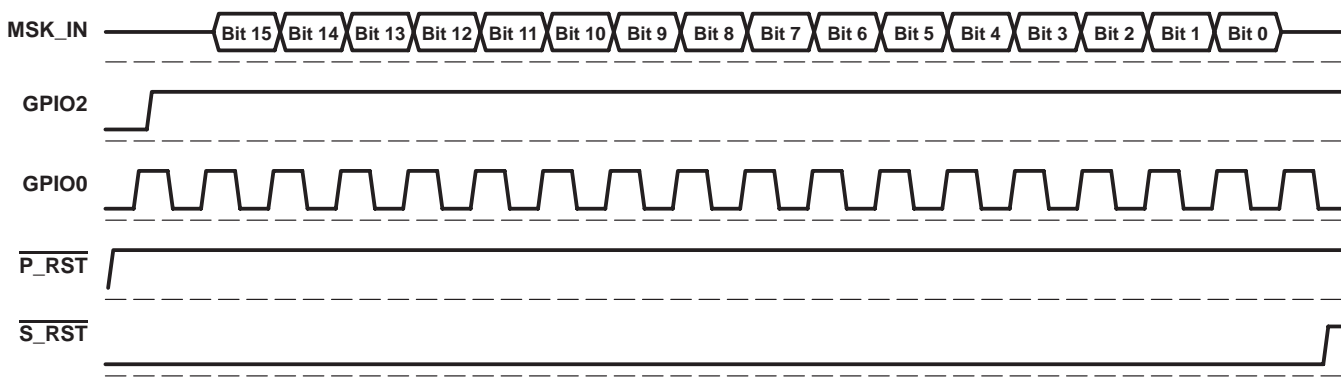 MSK_IN Bit 15 Bit 14 Bit 13 Bit 12 Bit 11 Bit 10 Bit 9 Bit 8 Bit 7 Bit 6 Bit 5 Bit 4 Bit 3 Bit 2 Bit 1 Bit 0
GPIO2
GPIO0
P_RST
S_RST